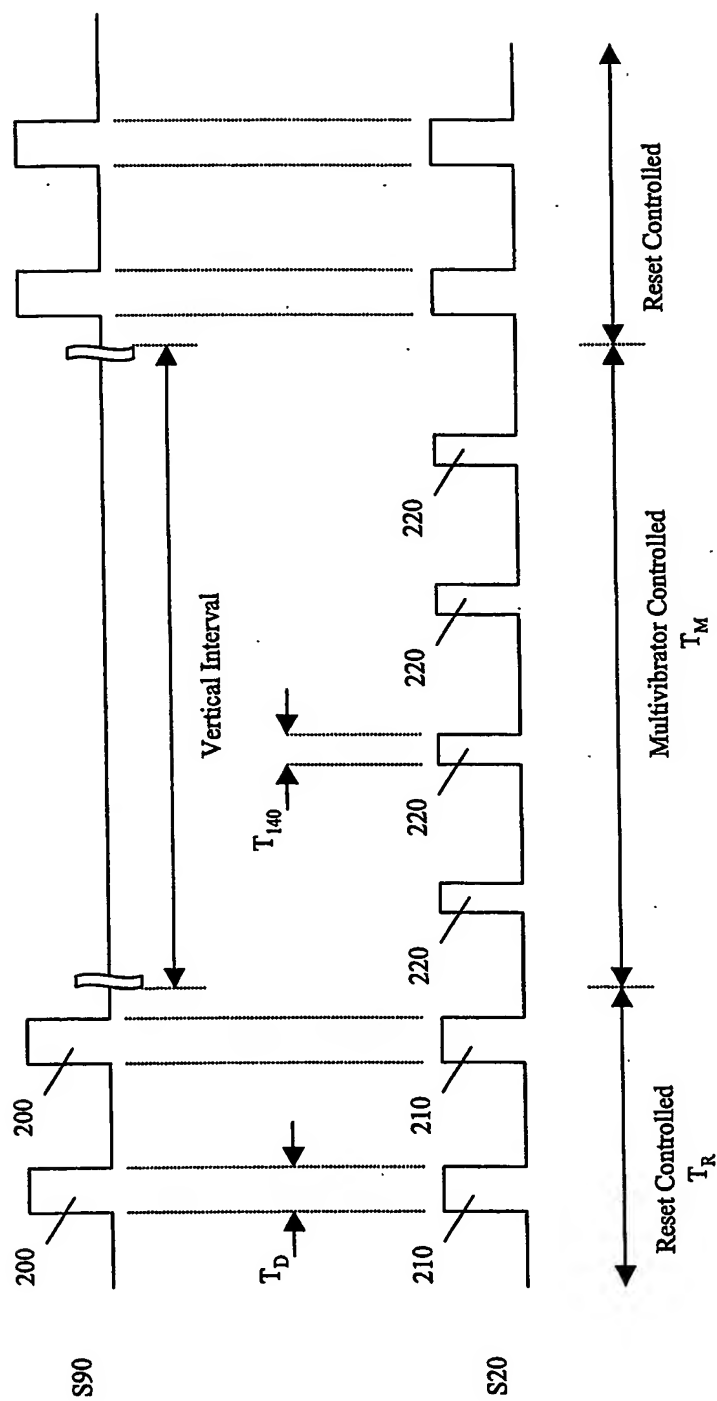 S90
200
200
Vertical Interval
T_D
T_140
S20
210
210
220
220
220
220
Reset Controlled
T_R
Multivibrator Controlled
T_M
Reset Controlled